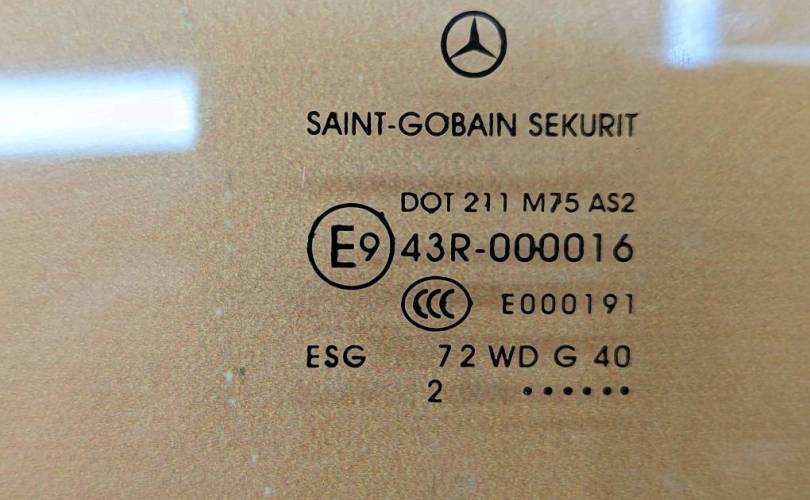 SAINT-GOBAIN SEKURIT
DOT 211 M75 AS2
E9 43R-000016
CCC E000191
ESG 72 WD G 40
2 ••••••